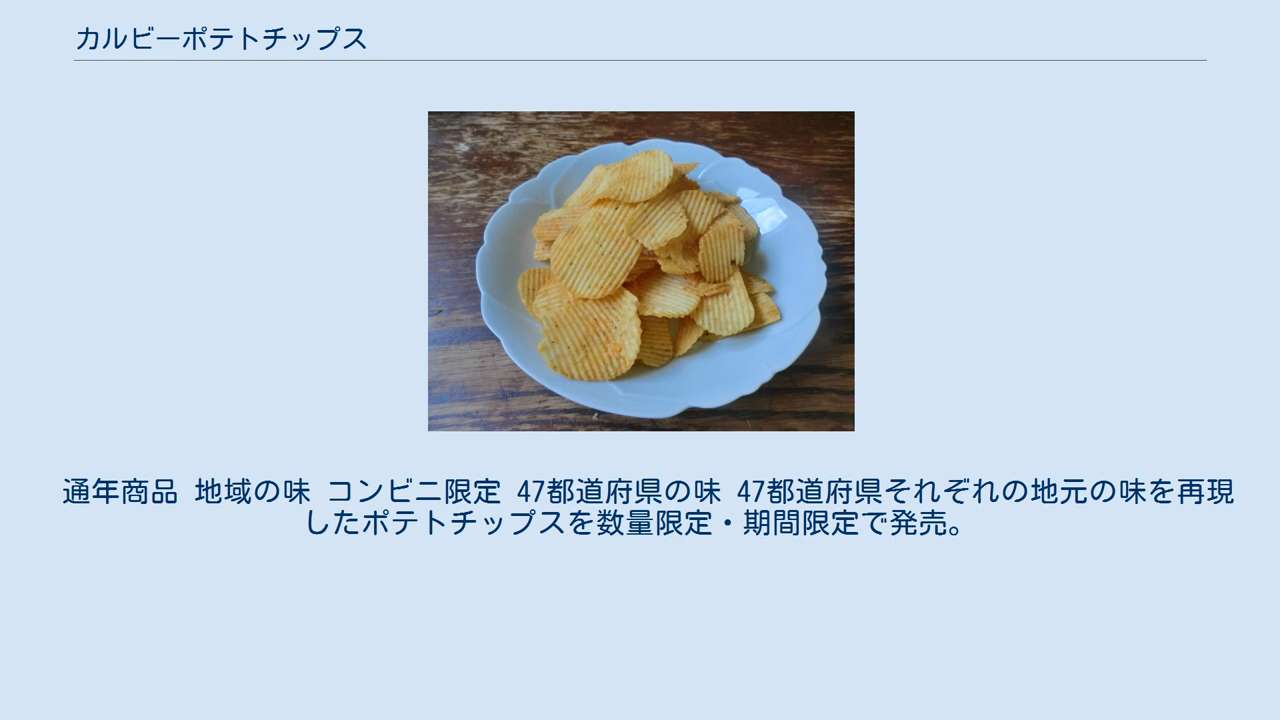 カルビーポテトチップス
通年商品 地域の味 コンビニ限定 47都道府県の味 47都道府県それぞれの地元の味を再現
したポテトチップスを数量限定・期間限定で発売。